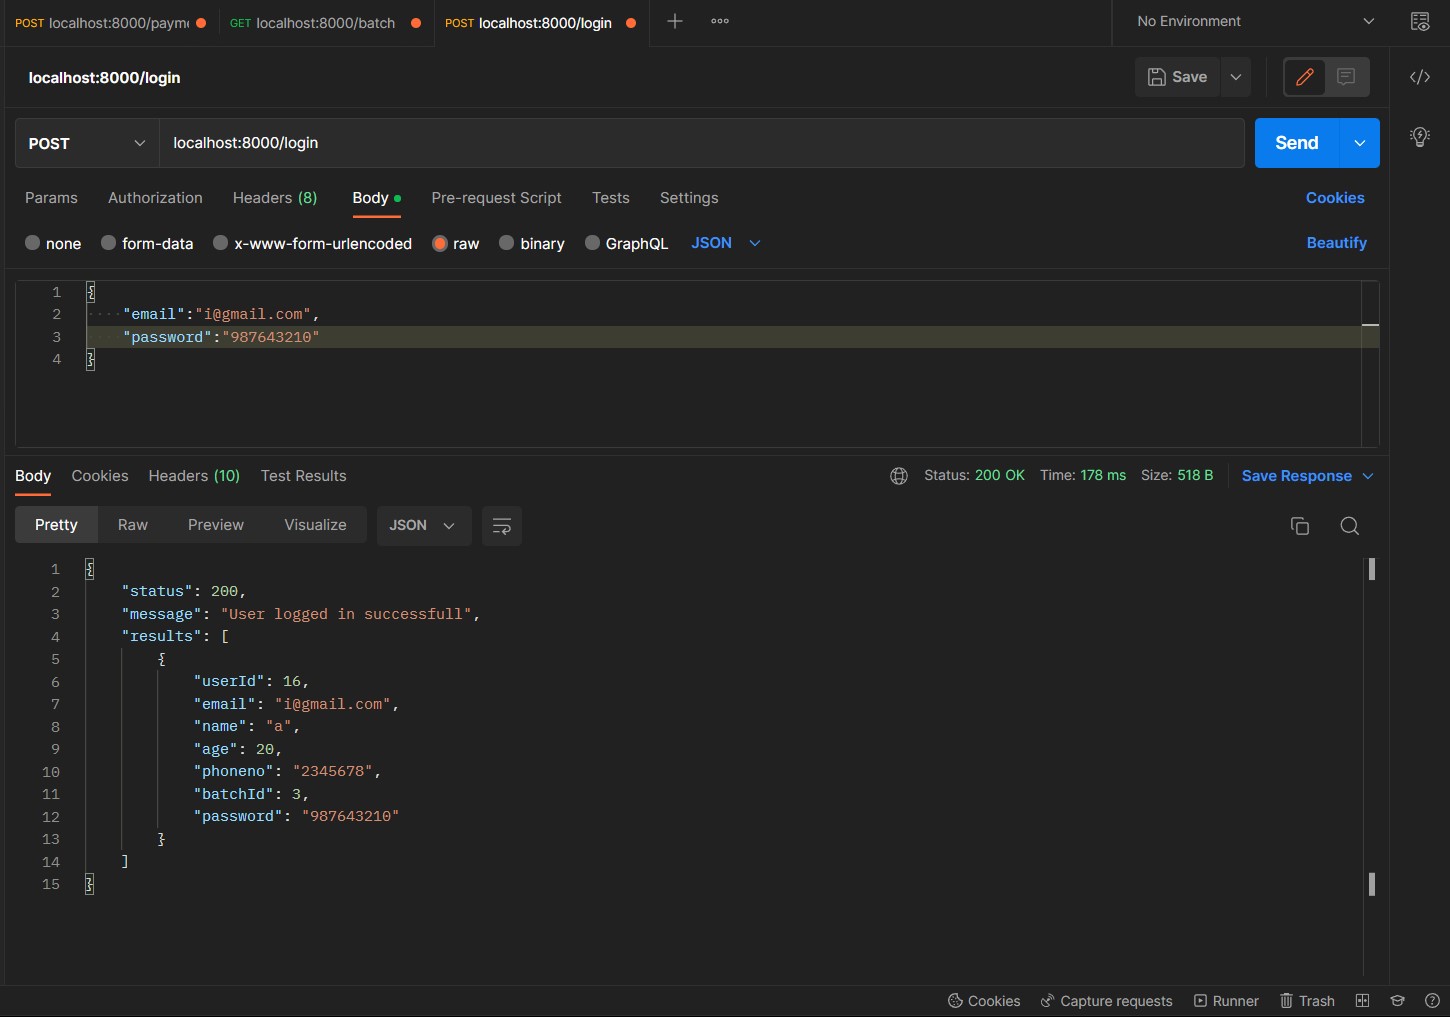 POST localhost:8000/payme
GET localhost:8000/batch
POST localhost:8000/login
No Environment
localhost:8000/login
Save
POST
localhost:8000/login
Send
Params Authorization Headers (8) Body Pre-request Script Tests Settings
Cookies
none form-data x-www-form-urlencoded raw binary GraphQL JSON
Beautify
1 {
2 "email":"i@gmail.com",
3 "password":"987643210"
4 }
Body Cookies Headers (10) Test Results
Status: 200 OK Time: 178 ms Size: 518 B
Save Response
Pretty Raw Preview Visualize JSON
1 {
2 "status": 200,
3 "message": "User logged in successfull",
4 "results": [
5 {
6 "userId": 16,
7 "email": "i@gmail.com",
8 "name": "a",
9 "age": 20,
10 "phoneno": "2345678",
11 "batchId": 3,
12 "password": "987643210"
13 }
14 ]
15 }
Cookies Capture requests Runner Trash